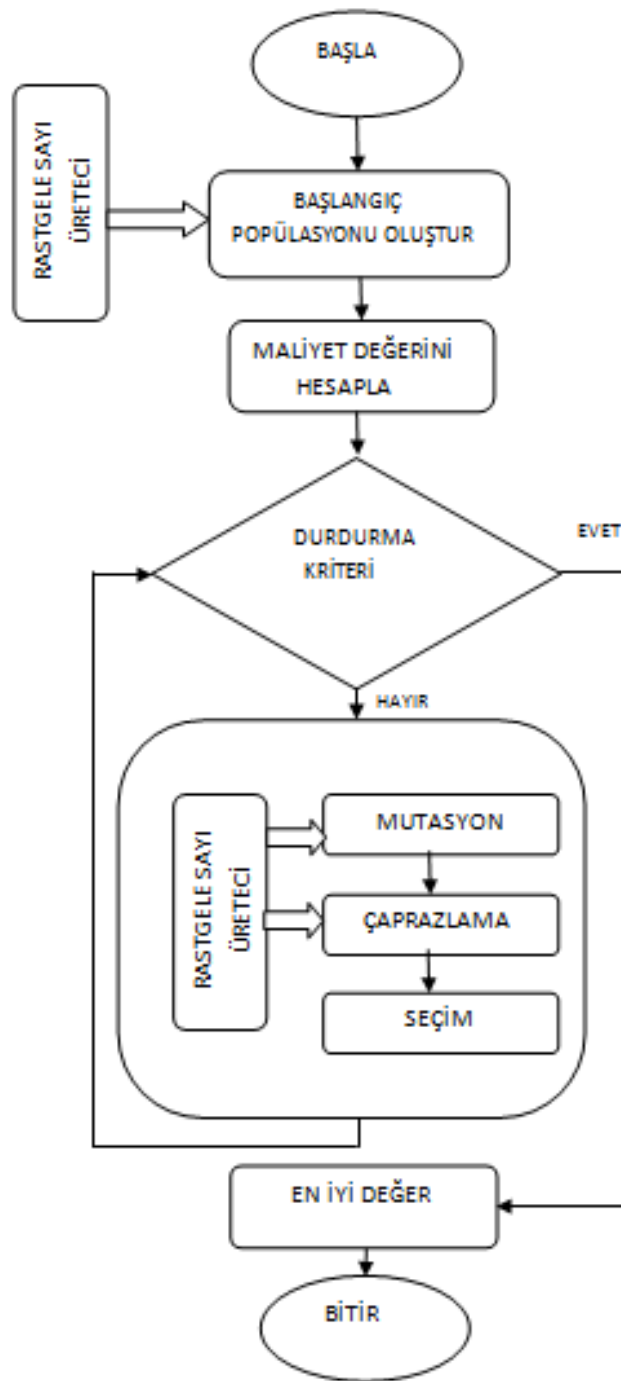 BAŞLA
RASTGELE SAYI
ÜRETECİ
BAŞLANGIÇ
POPÜLASYONU OLUŞTUR
MALİYET DEĞERİNİ
HESAPLA
DURDURMA
KRİTERİ
EVET
HAYIR
RASTGELE SAYI
ÜRETECİ
MUTASYON
ÇAPRAZLAMA
SEÇİM
EN İYİ DEĞER
BİTİR